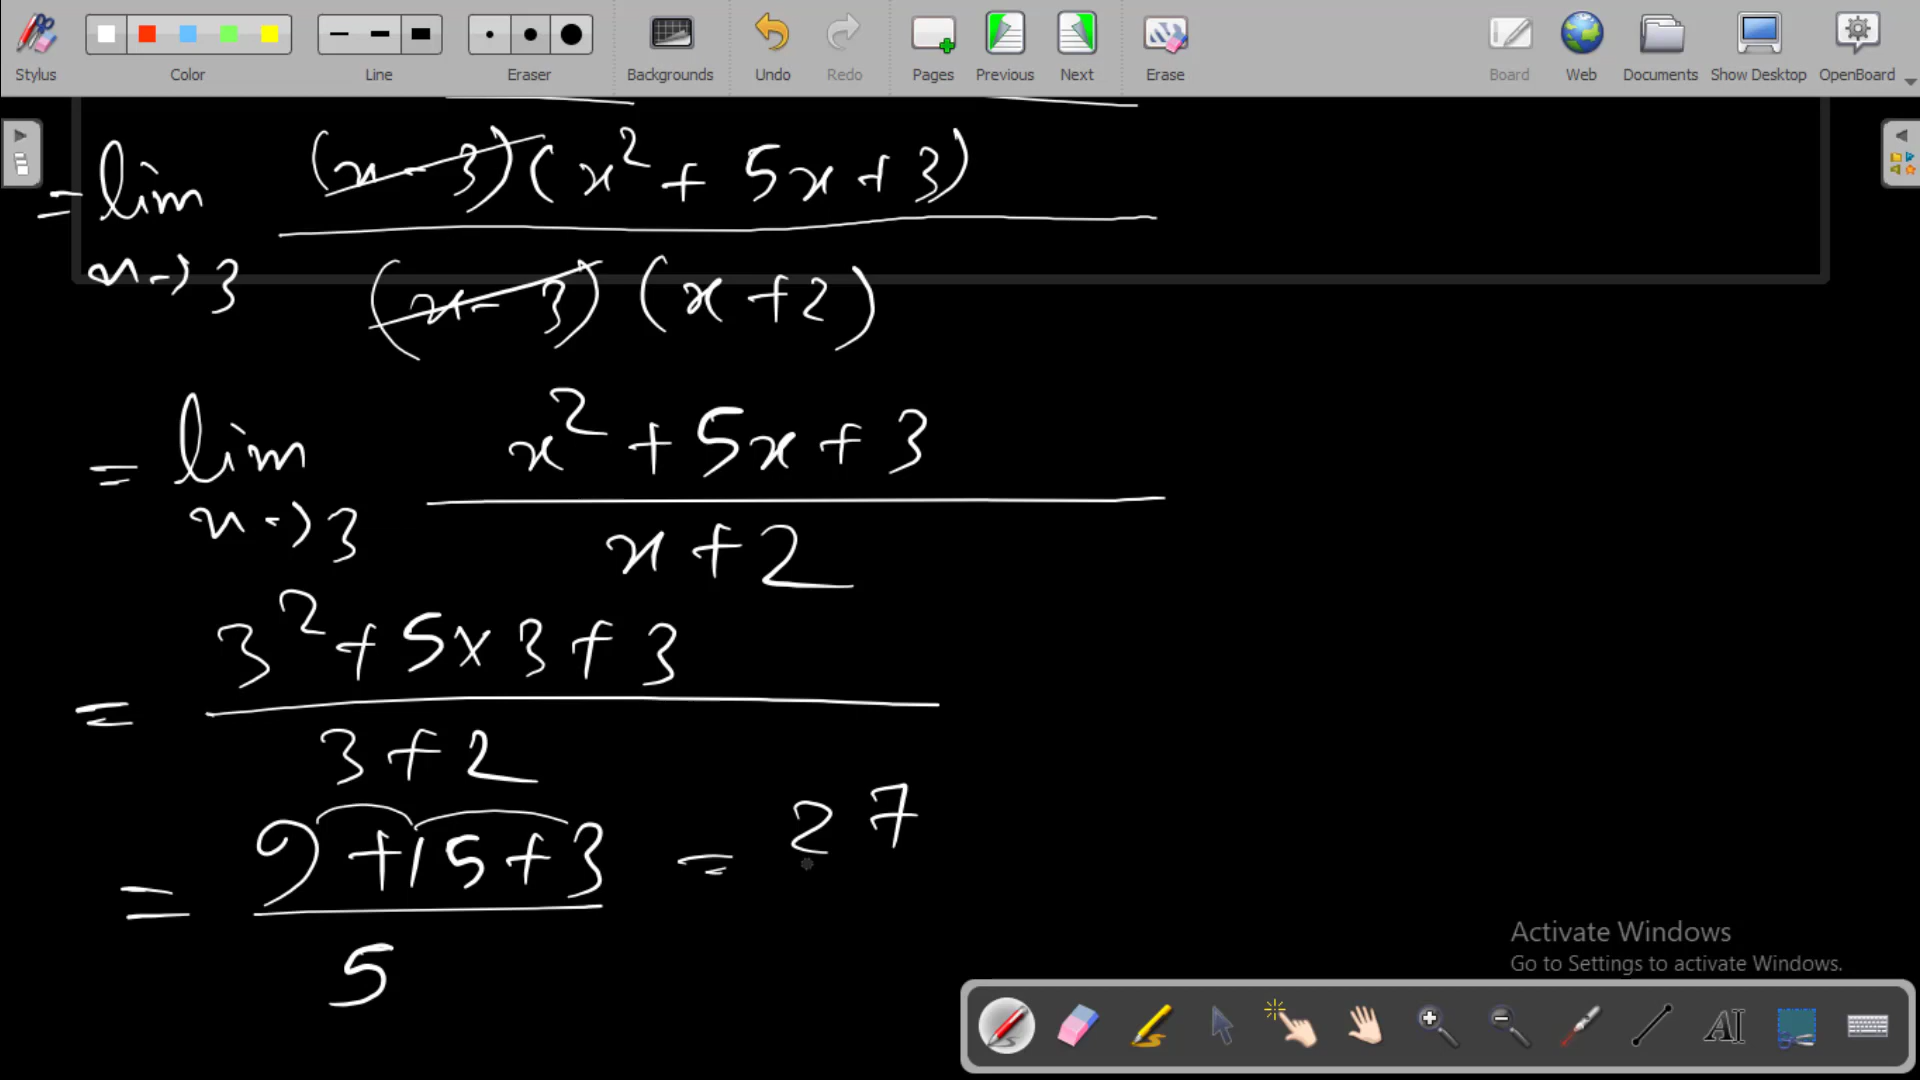 Stylus Color Line Eraser Backgrounds Undo Redo Pages Previous Next Erase Board Web Documents Show Desktop OpenBoard
= lim x→3 (x-3)(x²+5x+3) / (x-3)(x+2)
= lim x→3 x²+5x+3 / x+2
= 3²+5×3+3 / 3+2
= 9+15+3 / 5 = 27
Activate Windows
Go to Settings to activate Windows.
AI